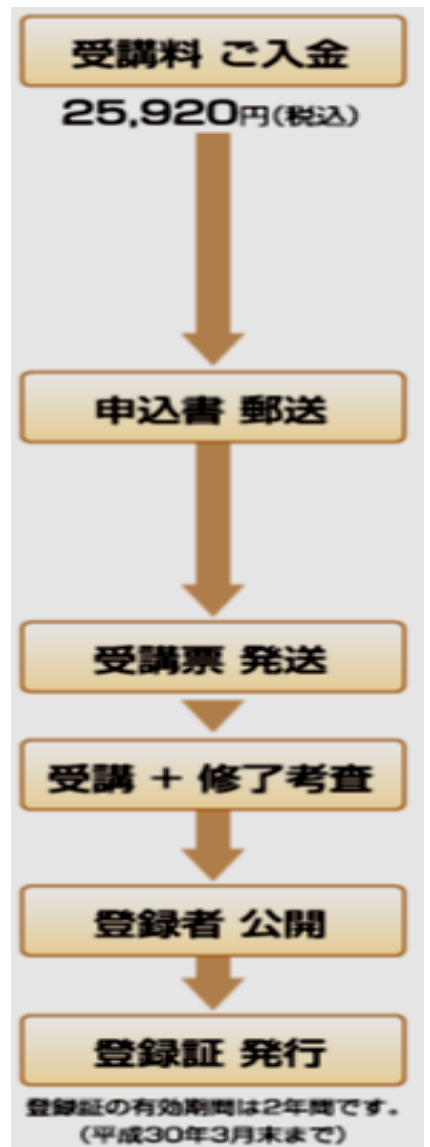 受講料 ご入金
25,920円(税込)
申込書 郵送
受講票 発送
受講 + 修了考査
登録者 公開
登録証 発行
登録証の有効期間は2年間です。
(平成30年3月末まで)